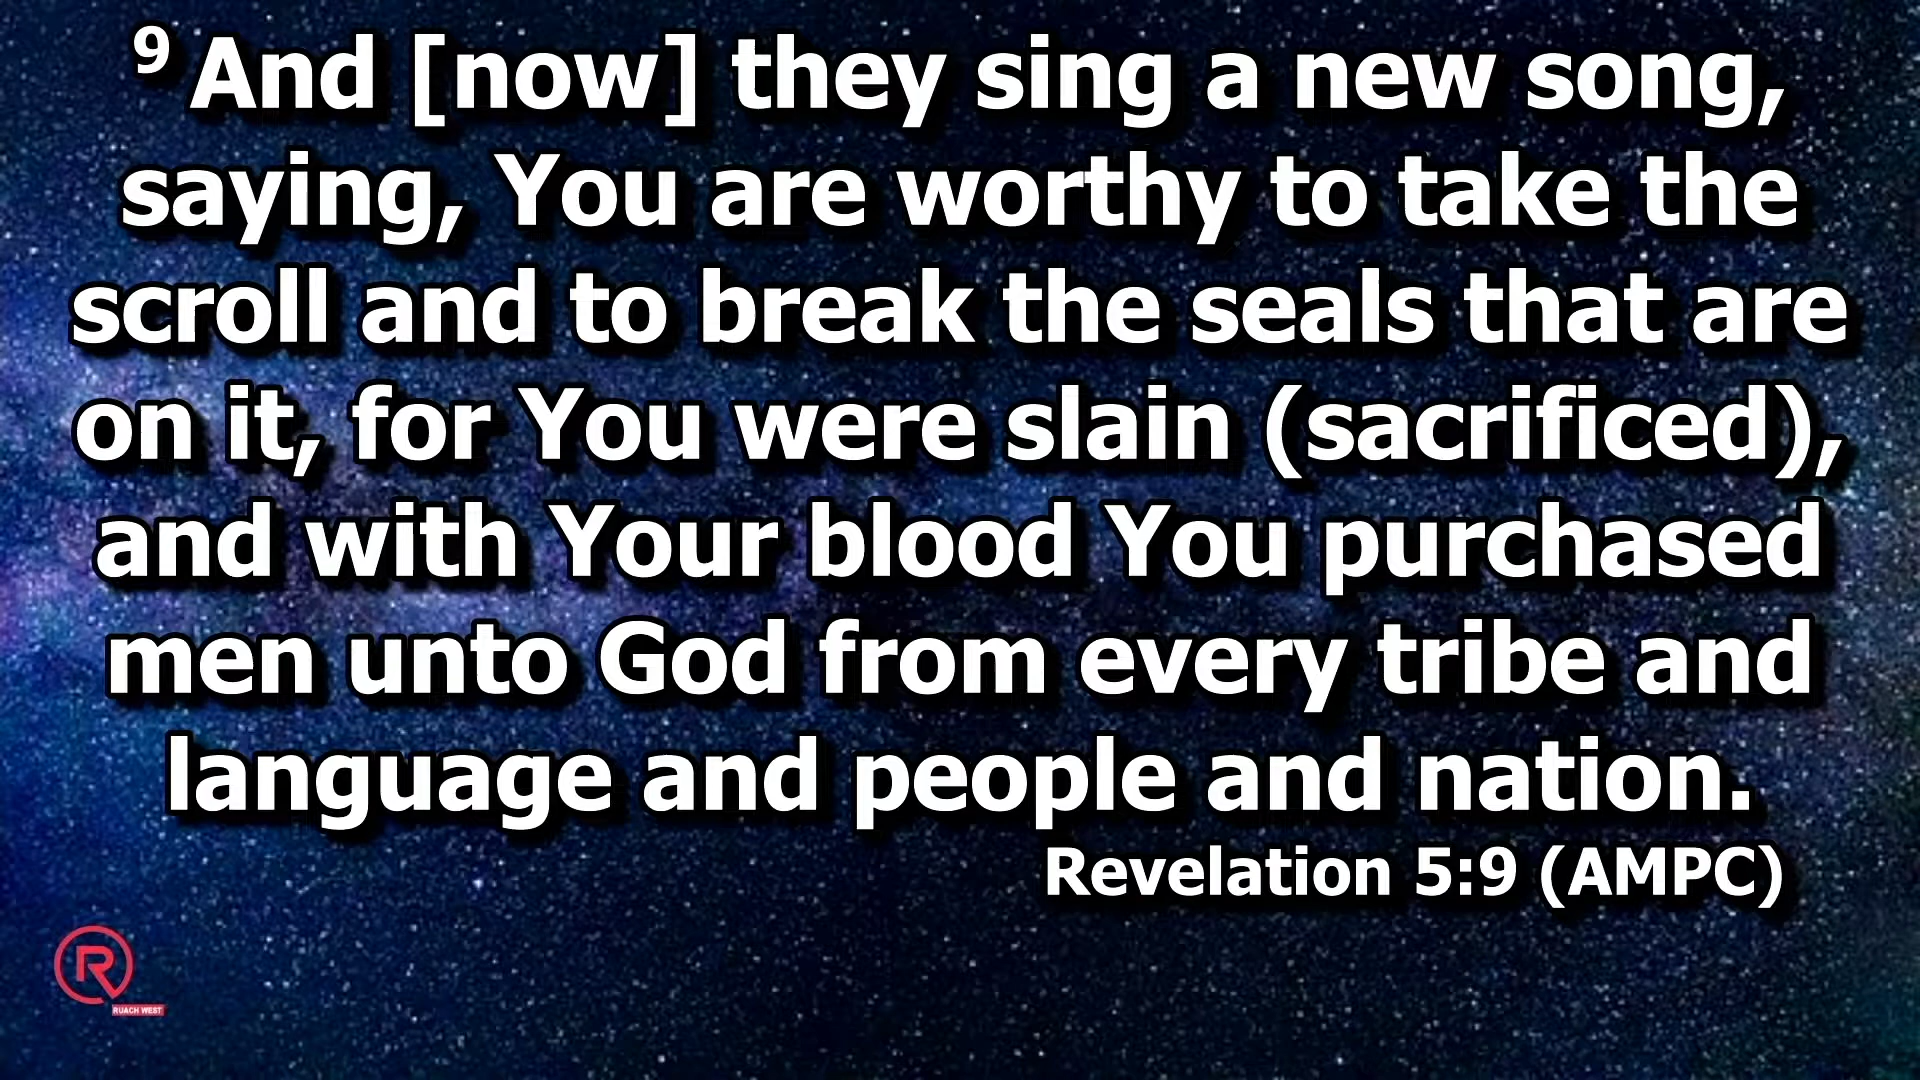 9 And [now] they sing a new song,
saying, You are worthy to take the
scroll and to break the seals that are
on it, for You were slain (sacrificed),
and with Your blood You purchased
men unto God from every tribe and
language and people and nation.
Revelation 5:9 (AMPC)
R
RUACH WEST